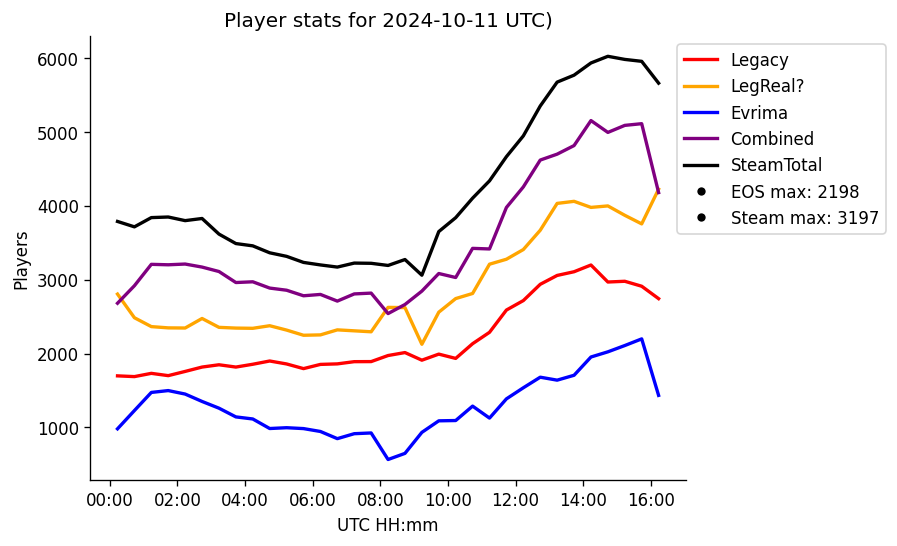 Player stats for 2024-10-11 UTC)
6000
5000
4000
3000
2000
1000
Players
00:00 02:00 04:00 06:00 08:00 10:00 12:00 14:00 16:00
UTC HH:mm
Legacy
LegReal?
Evrima
Combined
SteamTotal
EOS max: 2198
Steam max: 3197